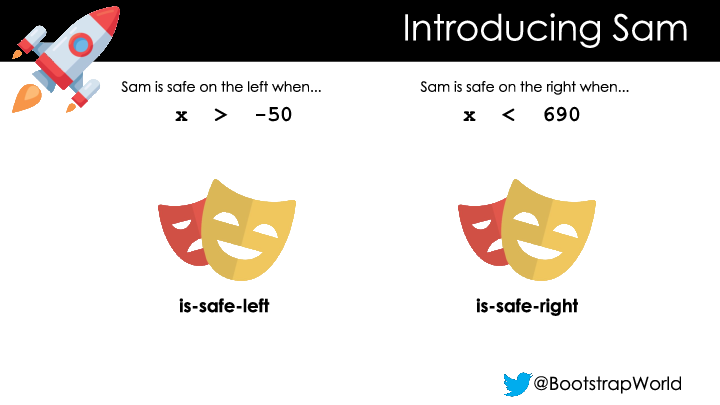 Introducing Sam
Sam is safe on the left when...
x > -50
Sam is safe on the right when...
x < 690
is-safe-left
is-safe-right
@BootstrapWorld